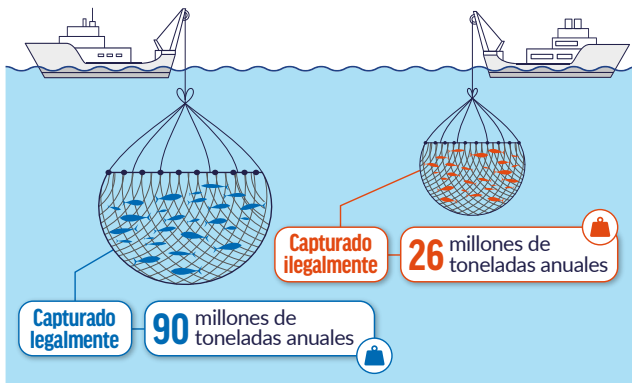 Capturado
ilegalmente
26 millones de
toneladas anuales
Capturado
legalmente
90 millones de
toneladas anuales